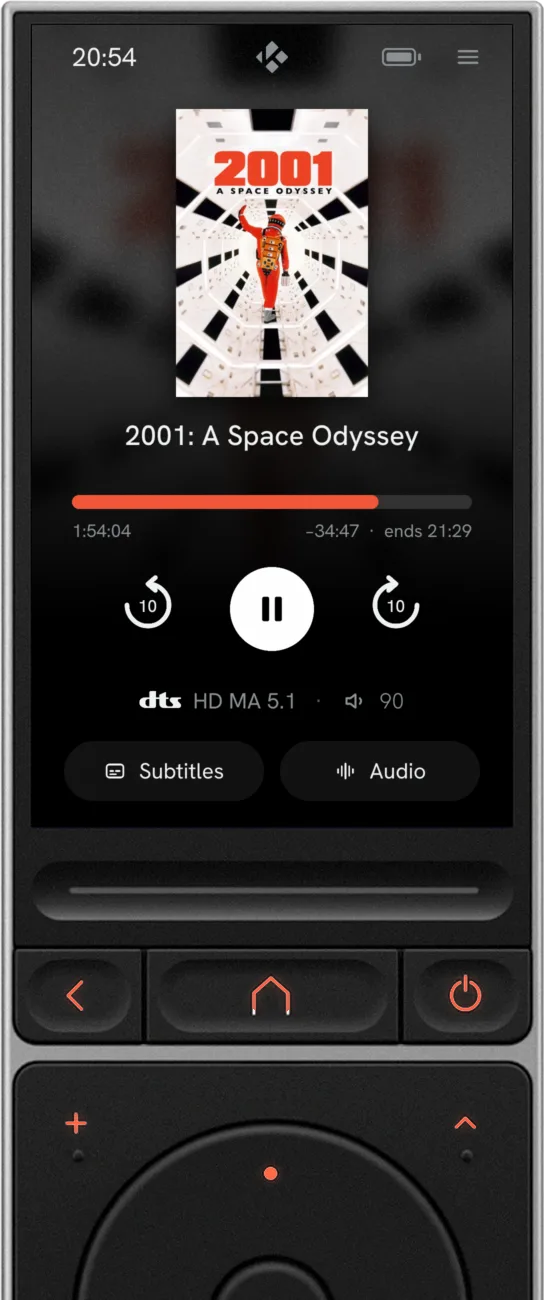 20:54
2001
A SPACE ODYSSEY
2001: A Space Odyssey
1:54:04 -34:47 · ends 21:29
10 10
dts HD MA 5.1 · 90
Subtitles Audio